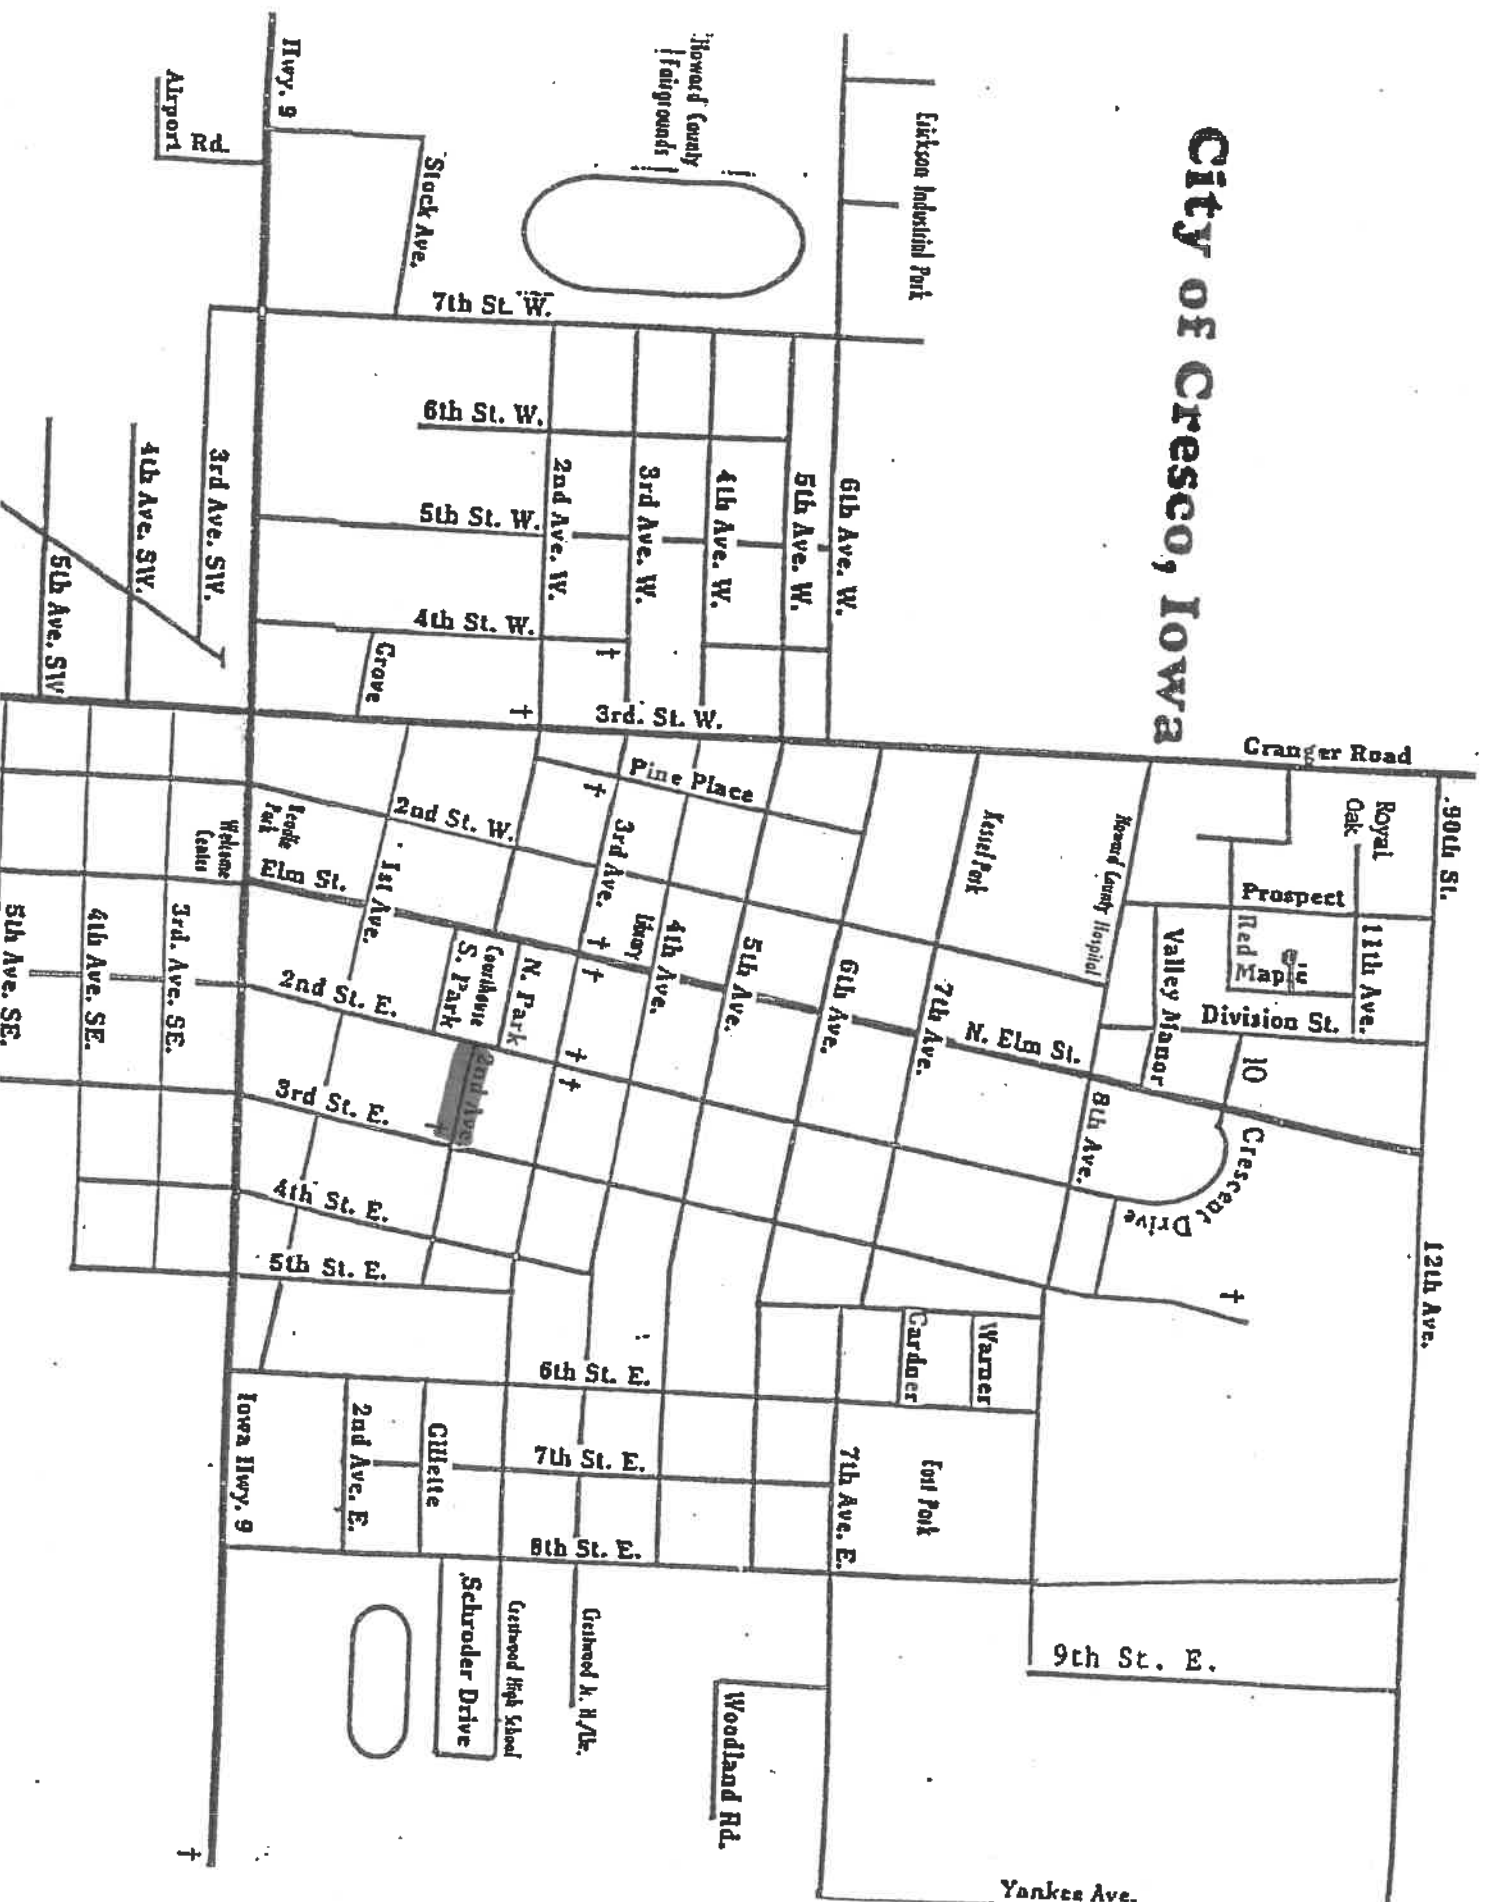 City of Cresco, Iowa
Hwy. 9
Airport Rd.
Stock Ave.
Howard County
Fairgrounds
Erickson Industrial Park
7th St. W.
6th St. W.
5th St. W.
4th St. W.
2nd Ave. W.
3rd Ave. W.
4th Ave. W.
5th Ave. W.
6th Ave. W.
3rd Ave. SW.
4th Ave. SW.
5th Ave. SW
Grove
3rd. St. W.
Granger Road
Pine Place
2nd St. W.
Beadle
Park
Welcome
Center
Elm St.
1st Ave.
3rd Ave.
Library
4th Ave.
5th Ave.
6th Ave.
7th Ave.
Kessel Park
Howard County Hospital
Royal
Oak
90th St.
Prospect
Red Maple
11th Ave.
Valley Manor
Division St.
N. Elm St.
10
8th Ave.
Crescent Drive
12th Ave.
3rd. Ave. SE.
4th Ave. SE.
5th Ave. SE.
2nd St. E.
S. Park
Courthouse
N. Park
2nd Ave.
3rd St. E.
4th St. E.
5th St. E.
6th St. E.
7th St. E.
8th St. E.
Gardner
Warner
Iowa Hwy. 9
2nd Ave. E.
Gillette
7th Ave. E.
East Park
Schroder Drive
Crestwood High School
9th St. E.
Woodland Rd.
Yankee Ave.